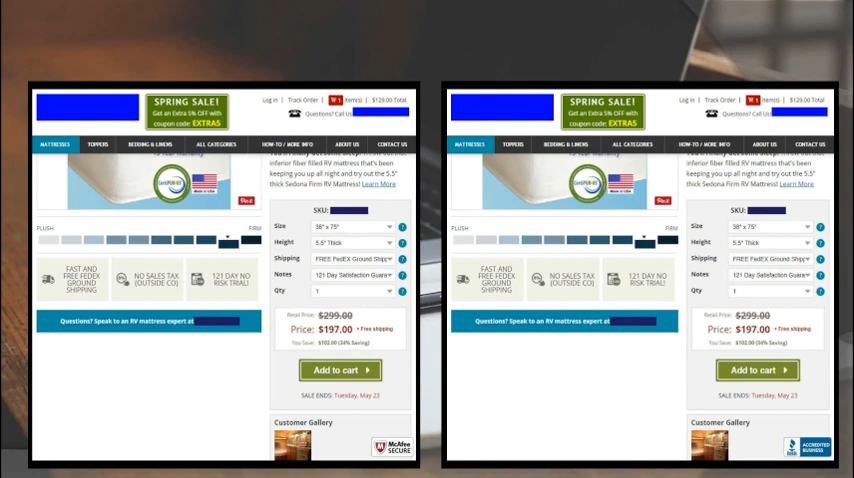 SPRING SALE!
Get an Extra 5% OFF with
coupon code: EXTRA5
Log in | Track Order | 1 Item(s) | $129.00 Total
Questions? Call Us
MATTRESSES TOPPERS BEDDING & LINENS ALL CATEGORIES HOW-TO / MORE INFO ABOUT US CONTACT US
inferior fiber filled RV mattress that's been
keeping you up all night and try out the 5.5"
thick Sedona Firm RV Mattress! Learn More
CertiPUR-US
Made in USA
Pin it
SKU:
PLUSH FIRM
Size 38" x 75"
Height 5.5" Thick
Shipping FREE FedEX Ground Shipp
Notes 121 Day Satisfaction Guara
Qty 1
FAST AND
FREE FEDEX
GROUND
SHIPPING
NO SALES TAX
(OUTSIDE CO)
121 DAY NO
RISK TRIAL!
Questions? Speak to an RV mattress expert at
Retail Price: $299.00
Price: $197.00 + Free shipping
You Save: $102.00 (34% Saving)
Add to cart
SALE ENDS: Tuesday, May 23
Customer Gallery
McAfee
SECURE
SPRING SALE!
Get an Extra 5% OFF with
coupon code: EXTRA5
Log in | Track Order | 1 Item(s) | $129.00 Total
Questions? Call Us
MATTRESSES TOPPERS BEDDING & LINENS ALL CATEGORIES HOW-TO / MORE INFO ABOUT US CONTACT US
inferior fiber filled RV mattress that's been
keeping you up all night and try out the 5.5"
thick Sedona Firm RV Mattress! Learn More
CertiPUR-US
Made in USA
Pin it
SKU:
PLUSH FIRM
Size 38" x 75"
Height 5.5" Thick
Shipping FREE FedEX Ground Shipp
Notes 121 Day Satisfaction Guara
Qty 1
FAST AND
FREE FEDEX
GROUND
SHIPPING
NO SALES TAX
(OUTSIDE CO)
121 DAY NO
RISK TRIAL!
Questions? Speak to an RV mattress expert at
Retail Price: $299.00
Price: $197.00 + Free shipping
You Save: $102.00 (34% Saving)
Add to cart
SALE ENDS: Tuesday, May 23
Customer Gallery
BBB
ACCREDITED
BUSINESS